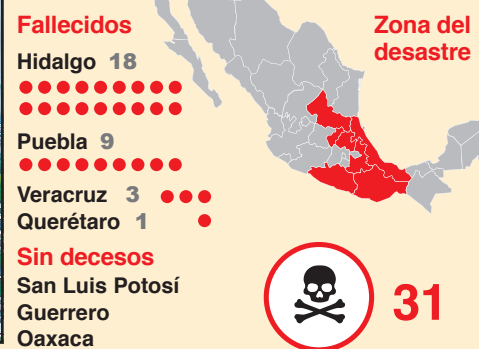 Fallecidos
Hidalgo 18
Puebla 9
Veracruz 3
Querétaro 1
Sin decesos
San Luis Potosí
Guerrero
Oaxaca
Zona del
desastre
31